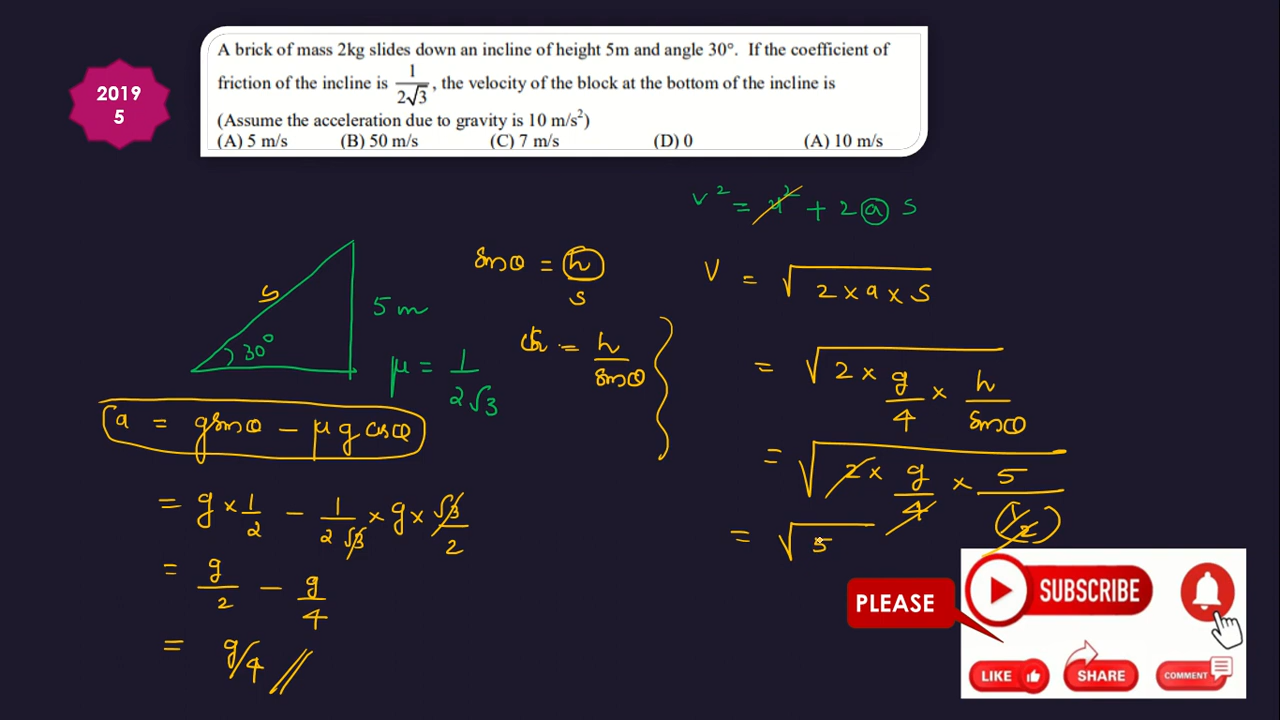 2019
5
A brick of mass 2kg slides down an incline of height 5m and angle 30°. If the coefficient of
friction of the incline is 1/(2√3), the velocity of the block at the bottom of the incline is
(Assume the acceleration due to gravity is 10 m/s²)
(A) 5 m/s (B) 50 m/s (C) 7 m/s (D) 0 (A) 10 m/s
s
5 m
30°
μ = 1/(2√3)
a = g sinθ - μ g cosθ
= g × 1/2 - 1/(2√3) × g × √3/2
= g/2 - g/4
= g/4 //
sinθ = h/s
= h/sinθ
v² = u² + 2 a s
V = √(2 × a × s)
= √(2 × g/4 × h/sinθ)
= √(2 × g/4 × 5/(1/2))
= √5
PLEASE
SUBSCRIBE
LIKE
SHARE
COMMENT